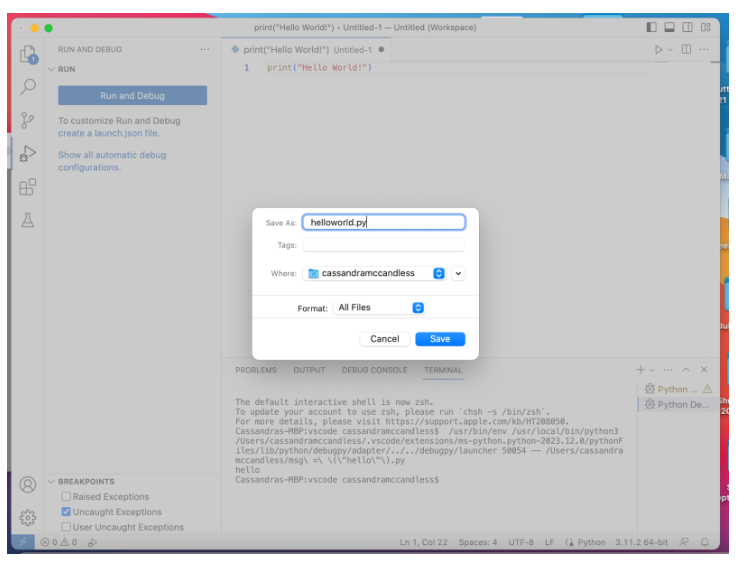 print("Hello World!") • Untitled-1 — Untitled (Workspace)
RUN AND DEBUG ...
print("Hello World!") Untitled-1 ●
RUN
1 print("Hello World!")
Run and Debug
To customize Run and Debug
create a launch.json file.
Show all automatic debug
configurations.
Save As: helloworld.py
Tags:
Where: cassandramccandless
Format: All Files
Cancel Save
PROBLEMS OUTPUT DEBUG CONSOLE TERMINAL
Python ...
Python De...
The default interactive shell is now zsh.
To update your account to use zsh, please run `chsh -s /bin/zsh`.
For more details, please visit https://support.apple.com/kb/HT208050.
Cassandras-MBP:vscode cassandramccandless$ /usr/bin/env /usr/local/bin/python3
/Users/cassandramccandless/.vscode/extensions/ms-python.python-2023.12.0/pythonF
iles/lib/python/debugpy/adapter/../../debugpy/launcher 50054 -- /Users/cassandra
mccandless/msg\ =\ \(\"hello\"\).py
hello
Cassandras-MBP:vscode cassandramccandless$
BREAKPOINTS
Raised Exceptions
Uncaught Exceptions
User Uncaught Exceptions
0 0 Ln 1, Col 22 Spaces: 4 UTF-8 LF Python 3.11.2 64-bit